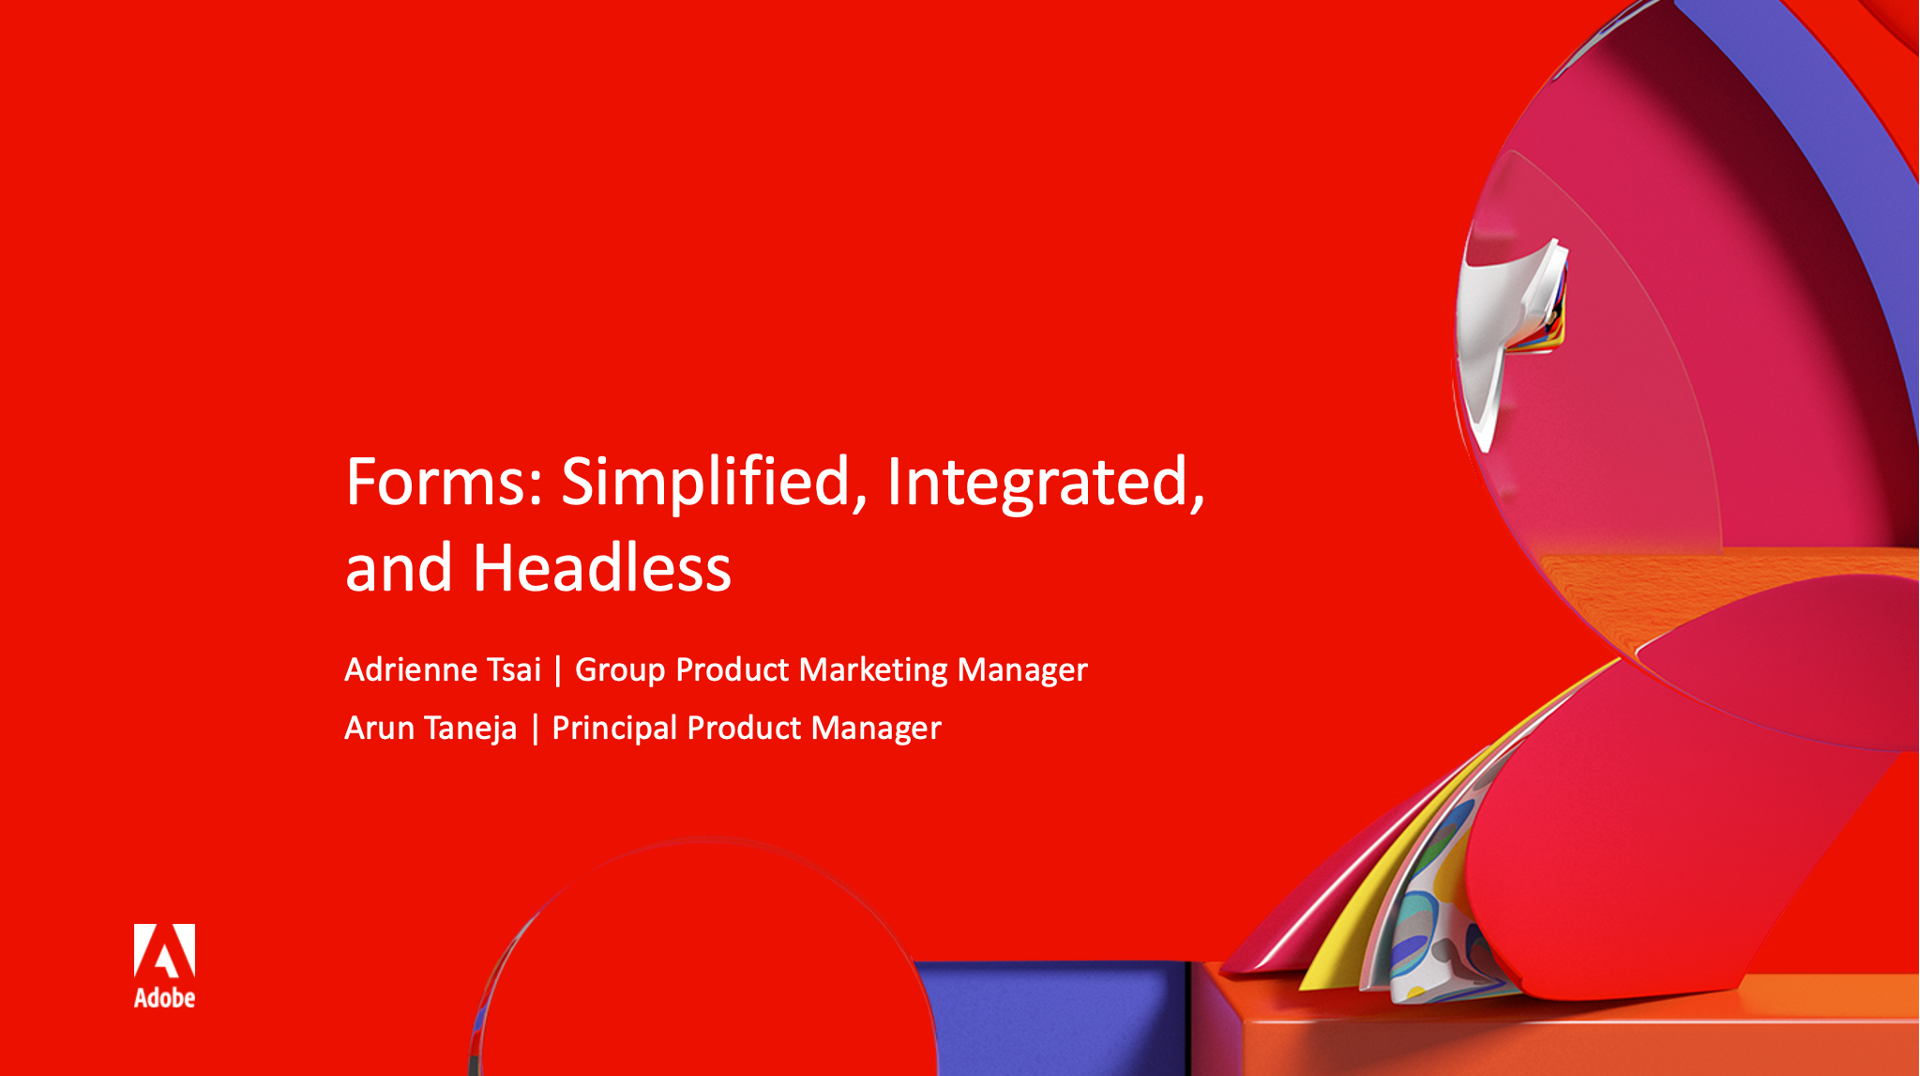 Forms: Simplified, Integrated,
and Headless
Adrienne Tsai | Group Product Marketing Manager
Arun Taneja | Principal Product Manager
Adobe